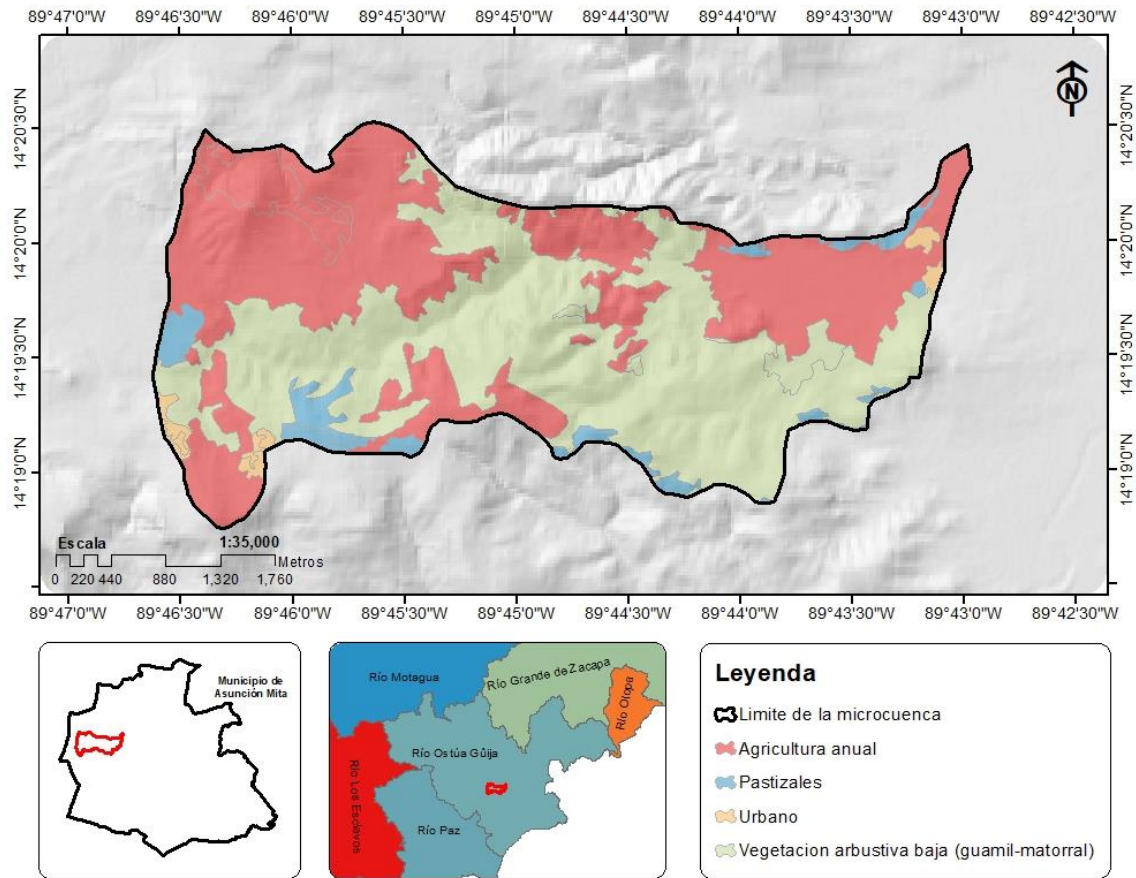 89°47'0"W 89°46'30"W 89°46'0"W 89°45'30"W 89°45'0"W 89°44'30"W 89°44'0"W 89°43'30"W 89°43'0"W 89°42'30"W
14°20'30"N
14°20'0"N
14°19'30"N
14°19'0"N
N
14°20'30"N
14°20'0"N
14°19'30"N
14°19'0"N
Escala 1:35,000
Metros
0 220 440 880 1,320 1,760
89°47'0"W 89°46'30"W 89°46'0"W 89°45'30"W 89°45'0"W 89°44'30"W 89°44'0"W 89°43'30"W 89°43'0"W 89°42'30"W
Municipio de
Asunción Mita
Río Motagua
Río Grande de Zacapa
Río Olopa
Río Ostúa Gûija
Río Los Esclavos
Río Paz
Leyenda
Limite de la microcuenca
Agricultura anual
Pastizales
Urbano
Vegetacion arbustiva baja (guamil-matorral)